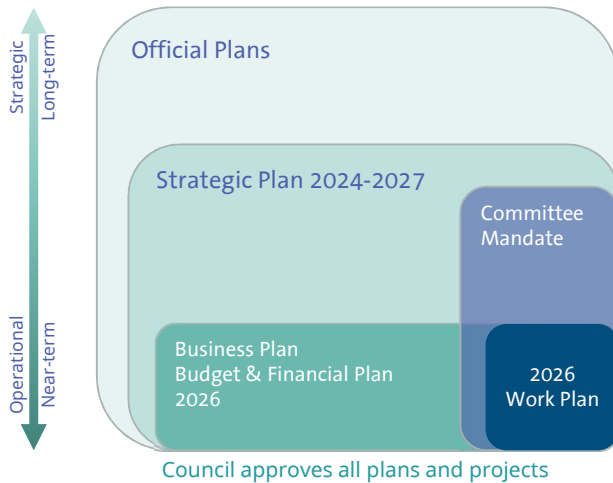 Strategic
Long-term
Operational
Near-term
Official Plans
Strategic Plan 2024-2027
Committee
Mandate
Business Plan
Budget & Financial Plan
2026
2026
Work Plan
Council approves all plans and projects